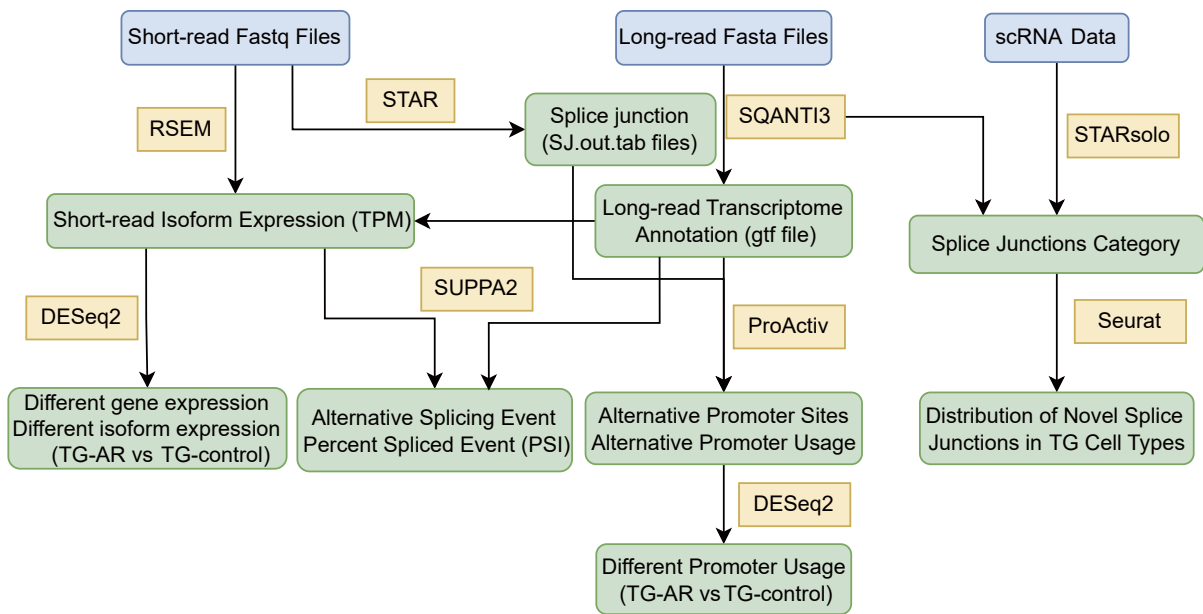 Short-read Fastq Files
Long-read Fasta Files
scRNA Data
STAR
RSEM
Splice junction
(SJ.out.tab files)
SQANTI3
STARsolo
Short-read Isoform Expression (TPM)
Long-read Transcriptome
Annotation (gtf file)
Splice Junctions Category
DESeq2
SUPPA2
ProActiv
Seurat
Different gene expression
Different isoform expression
(TG-AR vs TG-control)
Alternative Splicing Event
Percent Spliced Event (PSI)
Alternative Promoter Sites
Alternative Promoter Usage
Distribution of Novel Splice
Junctions in TG Cell Types
DESeq2
Different Promoter Usage
(TG-AR vs TG-control)